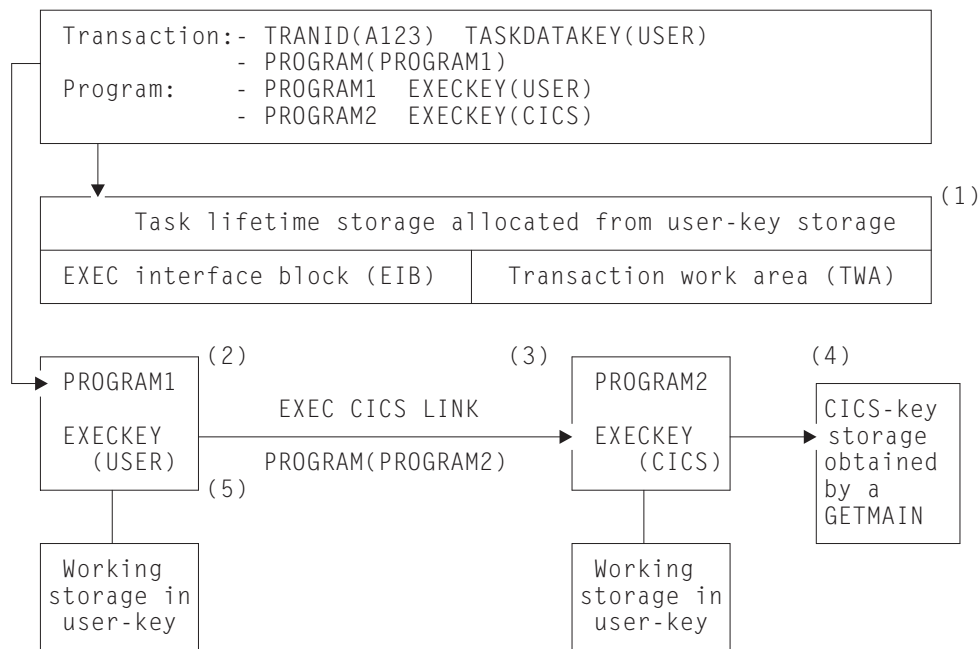 Transaction:- TRANID(A123) TASKDATAKEY(USER)
- PROGRAM(PROGRAM1)
Program: - PROGRAM1 EXECKEY(USER)
- PROGRAM2 EXECKEY(CICS)
(1)
Task lifetime storage allocated from user-key storage
EXEC interface block (EIB)
Transaction work area (TWA)
(2)
PROGRAM1
EXECKEY
(USER)
(5)
EXEC CICS LINK
PROGRAM(PROGRAM2)
(3)
PROGRAM2
EXECKEY
(CICS)
(4)
CICS-key
storage
obtained
by a
GETMAIN
Working
storage in
user-key
Working
storage in
user-key